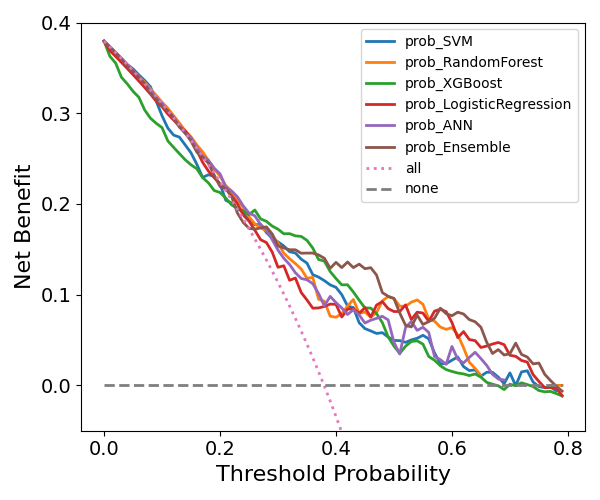 0.4
0.3
0.2
0.1
0.0
Net Benefit
prob_SVM
prob_RandomForest
prob_XGBoost
prob_LogisticRegression
prob_ANN
prob_Ensemble
all
none
0.0 0.2 0.4 0.6 0.8
Threshold Probability